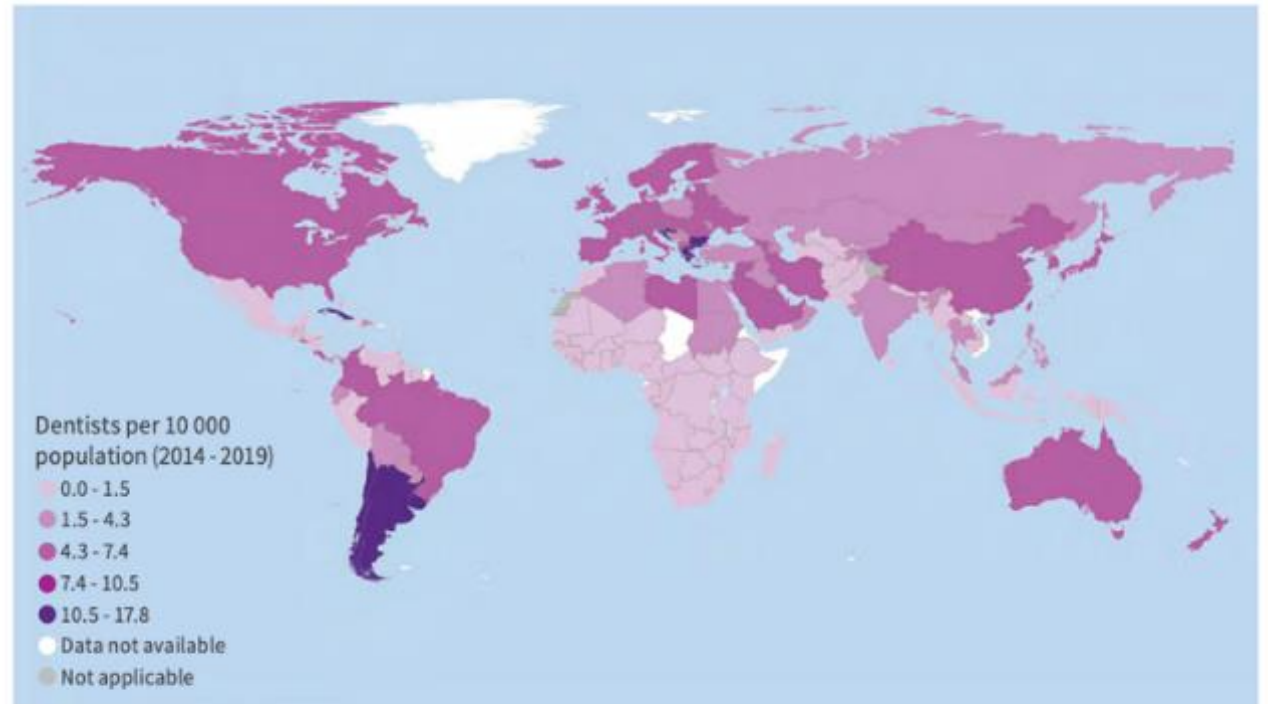 Dentists per 10 000
population (2014 - 2019)
0.0 - 1.5
1.5 - 4.3
4.3 - 7.4
7.4 - 10.5
10.5 - 17.8
Data not available
Not applicable